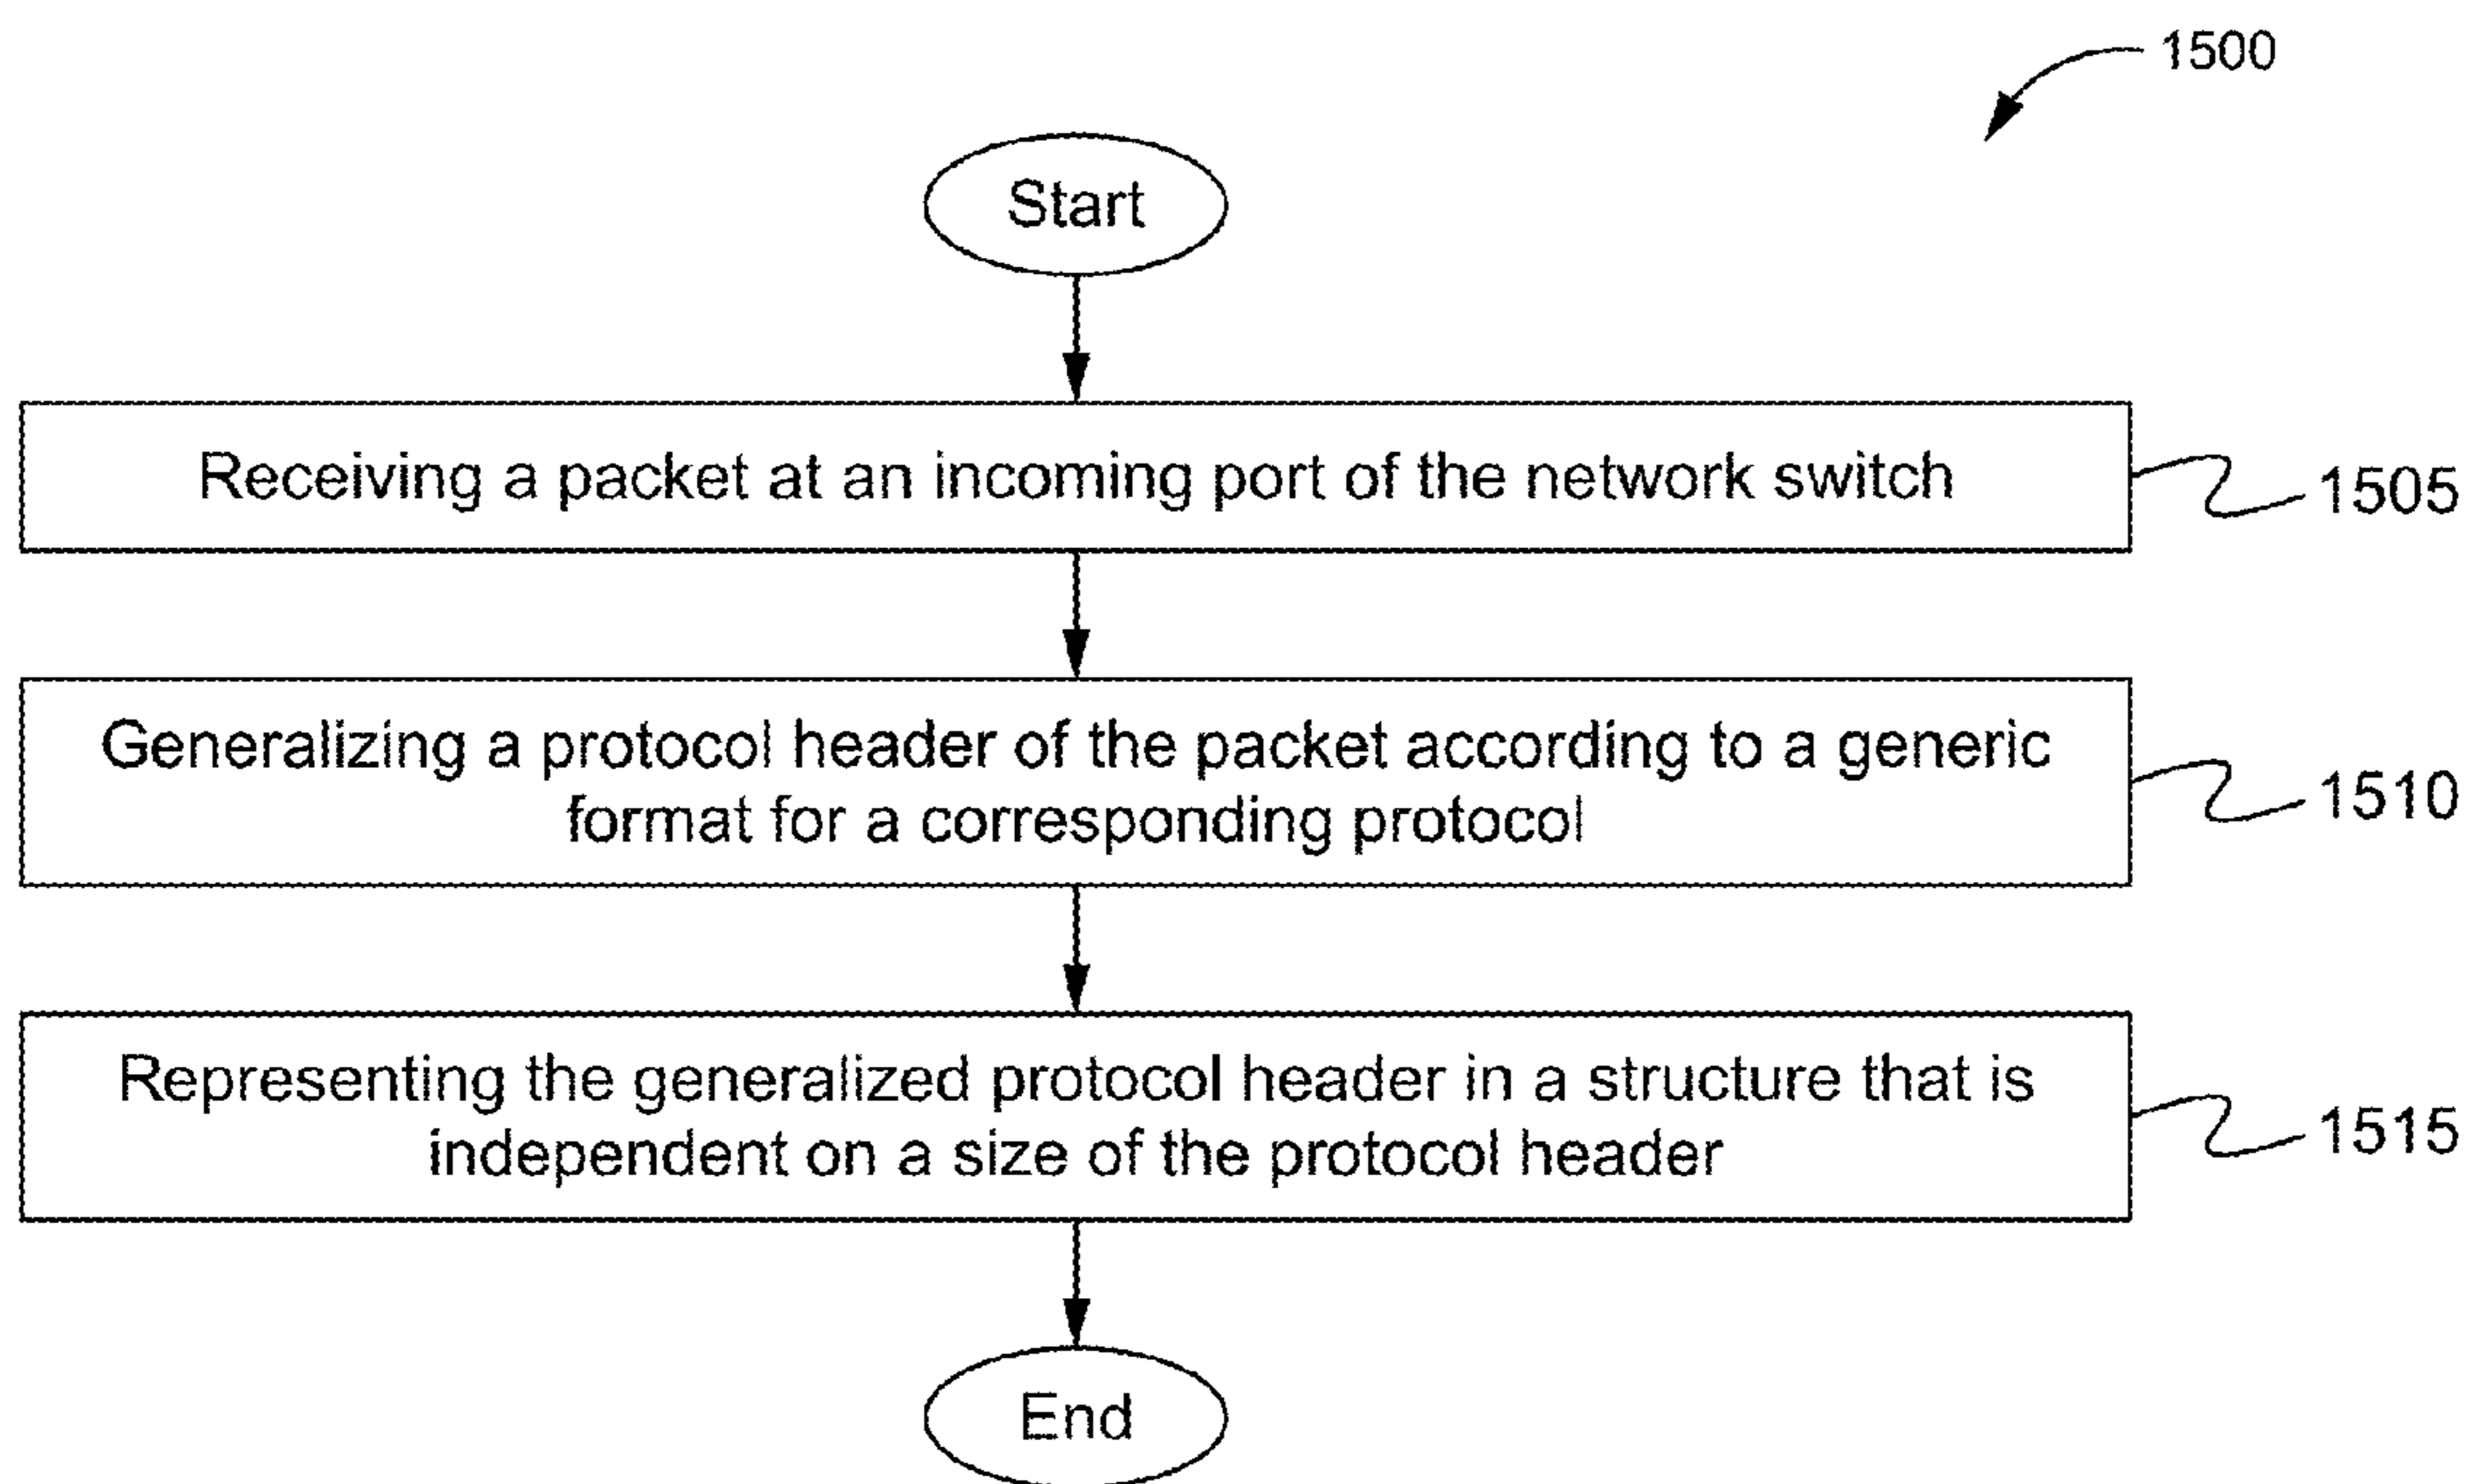 1500
Start
Receiving a packet at an incoming port of the network switch
1505
Generalizing a protocol header of the packet according to a generic
format for a corresponding protocol
1510
Representing the generalized protocol header in a structure that is
independent on a size of the protocol header
1515
End